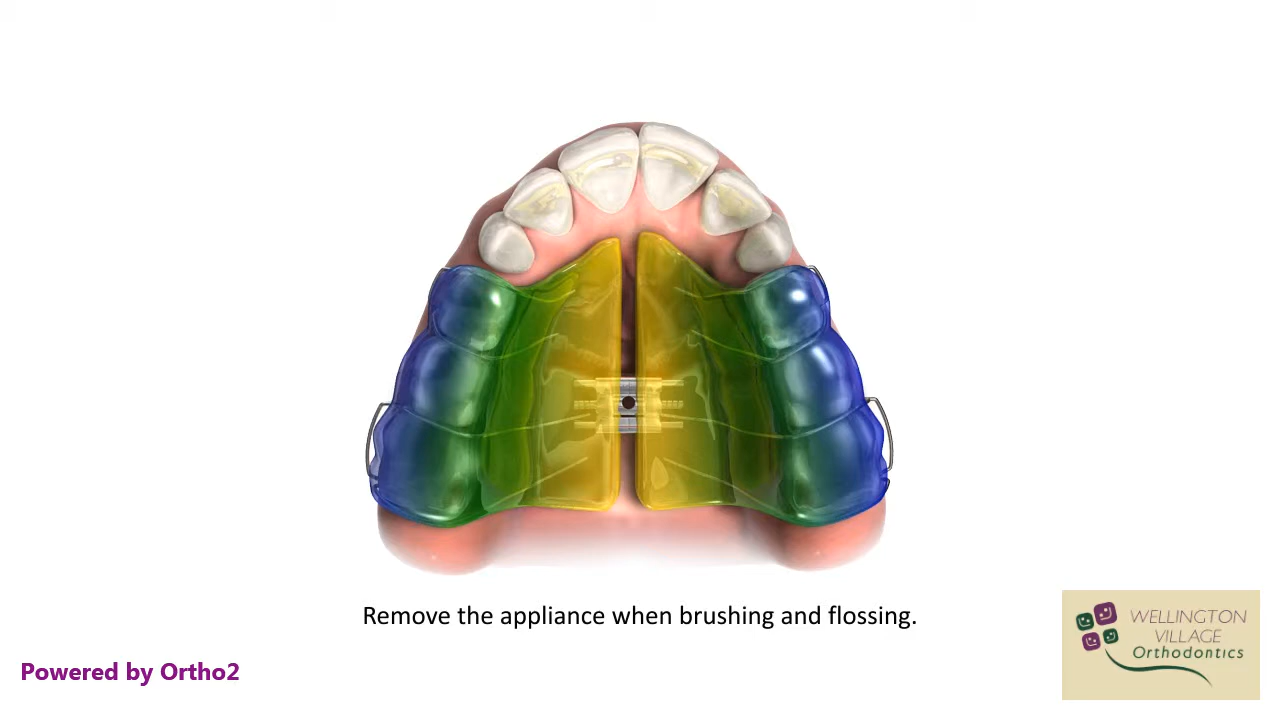 Remove the appliance when brushing and flossing.
WELLINGTON
VILLAGE
Orthodontics
Powered by Ortho2